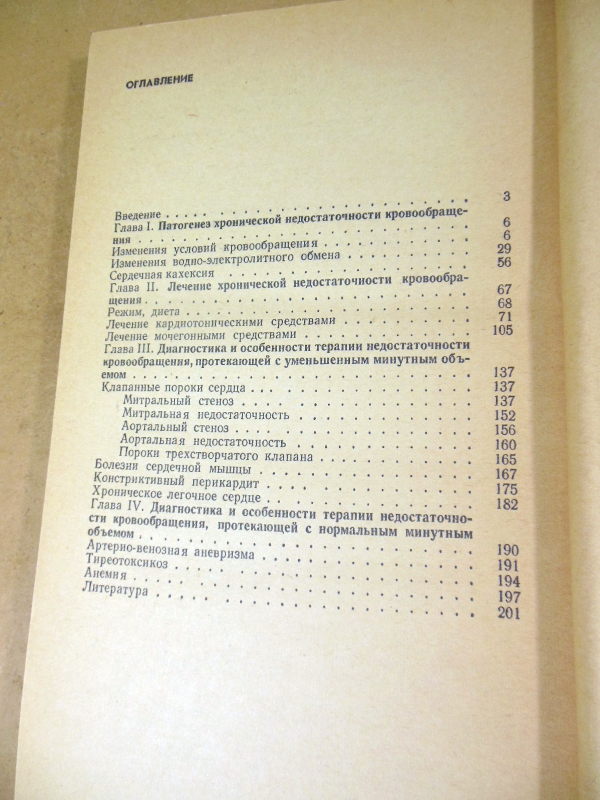 ОГЛАВЛЕНИЕ
Введение . . . . . . . . . . . . . . . . . . 3
Глава I. Патогенез хронической недостаточности кровообраще-
ния . . . . . . . . . . . . . . . . . . 6
Изменения условий кровообращения . . . . . . . . . . 6
Изменения водно-электролитного обмена . . . . . . . . 29
Сердечная кахексия . . . . . . . . . . . . . . 56
Глава II. Лечение хронической недостаточности кровообра-
щения . . . . . . . . . . . . . . . . . . 67
Режим, диета . . . . . . . . . . . . . . . . 68
Лечение кардиотоническими средствами . . . . . . . . 71
Лечение мочегонными средствами . . . . . . . . . . 105
Глава III. Диагностика и особенности терапии недостаточности
кровообращения, протекающей с уменьшенным минутным объ-
емом . . . . . . . . . . . . . . . . . . 137
Клапанные пороки сердца . . . . . . . . . . . . 137
Митральный стеноз . . . . . . . . . . . . 137
Митральная недостаточность . . . . . . . . . . 152
Аортальный стеноз . . . . . . . . . . . . 156
Аортальная недостаточность . . . . . . . . . . 160
Пороки трехстворчатого клапана . . . . . . . . 165
Болезни сердечной мышцы . . . . . . . . . . . . 167
Констриктивный перикардит . . . . . . . . . . . 175
Хроническое легочное сердце . . . . . . . . . . . 182
Глава IV. Диагностика и особенности терапии недостаточно-
сти кровообращения, протекающей с нормальным минутным
объемом . . . . . . . . . . . . . . . . . 190
Артерио-венозная аневризма . . . . . . . . . . . 191
Тиреотоксикоз . . . . . . . . . . . . . . . 194
Анемия . . . . . . . . . . . . . . . . . 197
Литература . . . . . . . . . . . . . . . . 201